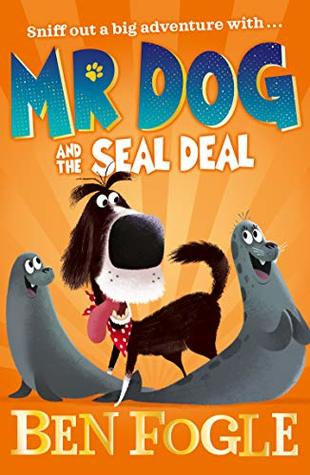 Sniff out a big adventure with...
MR DOG
AND THE SEAL DEAL
BEN FOGLE